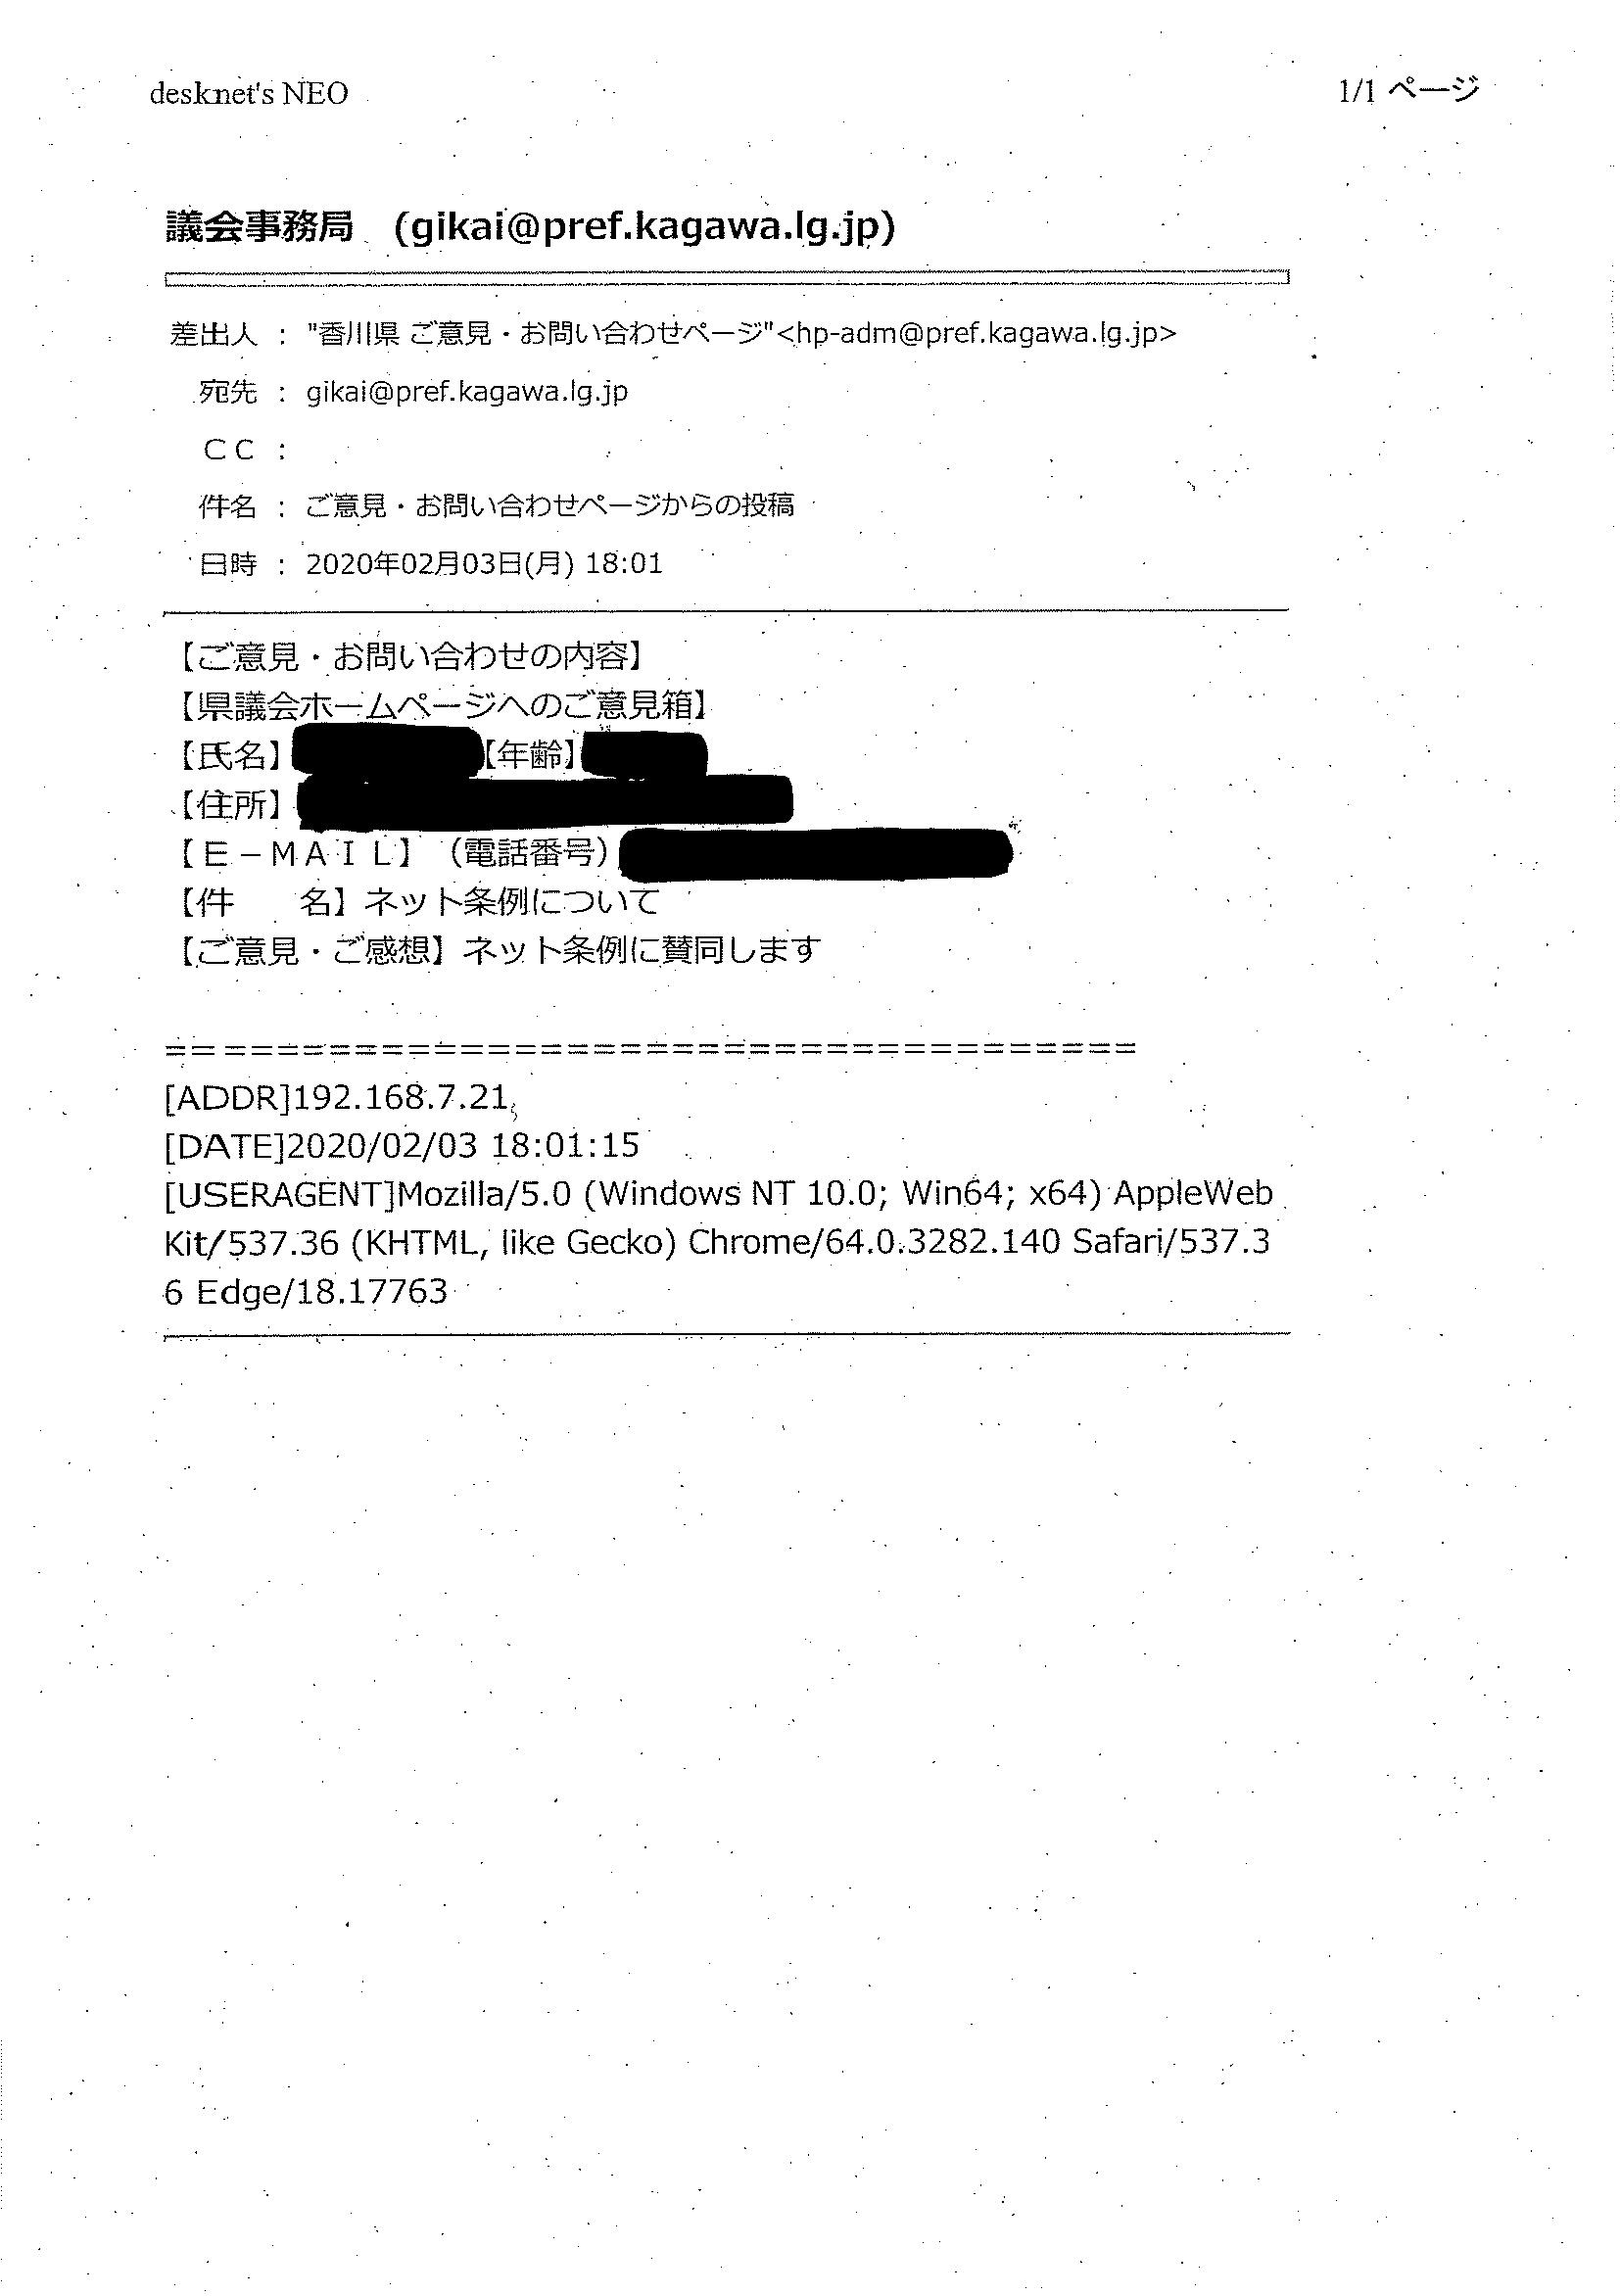 desknet's NEO
1/1 ページ
議会事務局 (gikai@pref.kagawa.lg.jp)
差出人 : "香川県 ご意見・お問い合わせページ"<hp-adm@pref.kagawa.lg.jp>
宛先 : gikai@pref.kagawa.lg.jp
ＣＣ :
件名 : ご意見・お問い合わせページからの投稿
日時 : 2020年02月03日(月) 18:01
【ご意見・お問い合わせの内容】
【県議会ホームページへのご意見箱】
【氏名】 【年齢】
【住所】
【Ｅ－ＭＡＩＬ】（電話番号）
【件　　名】ネット条例について
【ご意見・ご感想】ネット条例に賛同します
=====================================
[ADDR]192.168.7.21
[DATE]2020/02/03 18:01:15
[USERAGENT]Mozilla/5.0 (Windows NT 10.0; Win64; x64) AppleWeb
Kit/537.36 (KHTML, like Gecko) Chrome/64.0.3282.140 Safari/537.3
6 Edge/18.17763